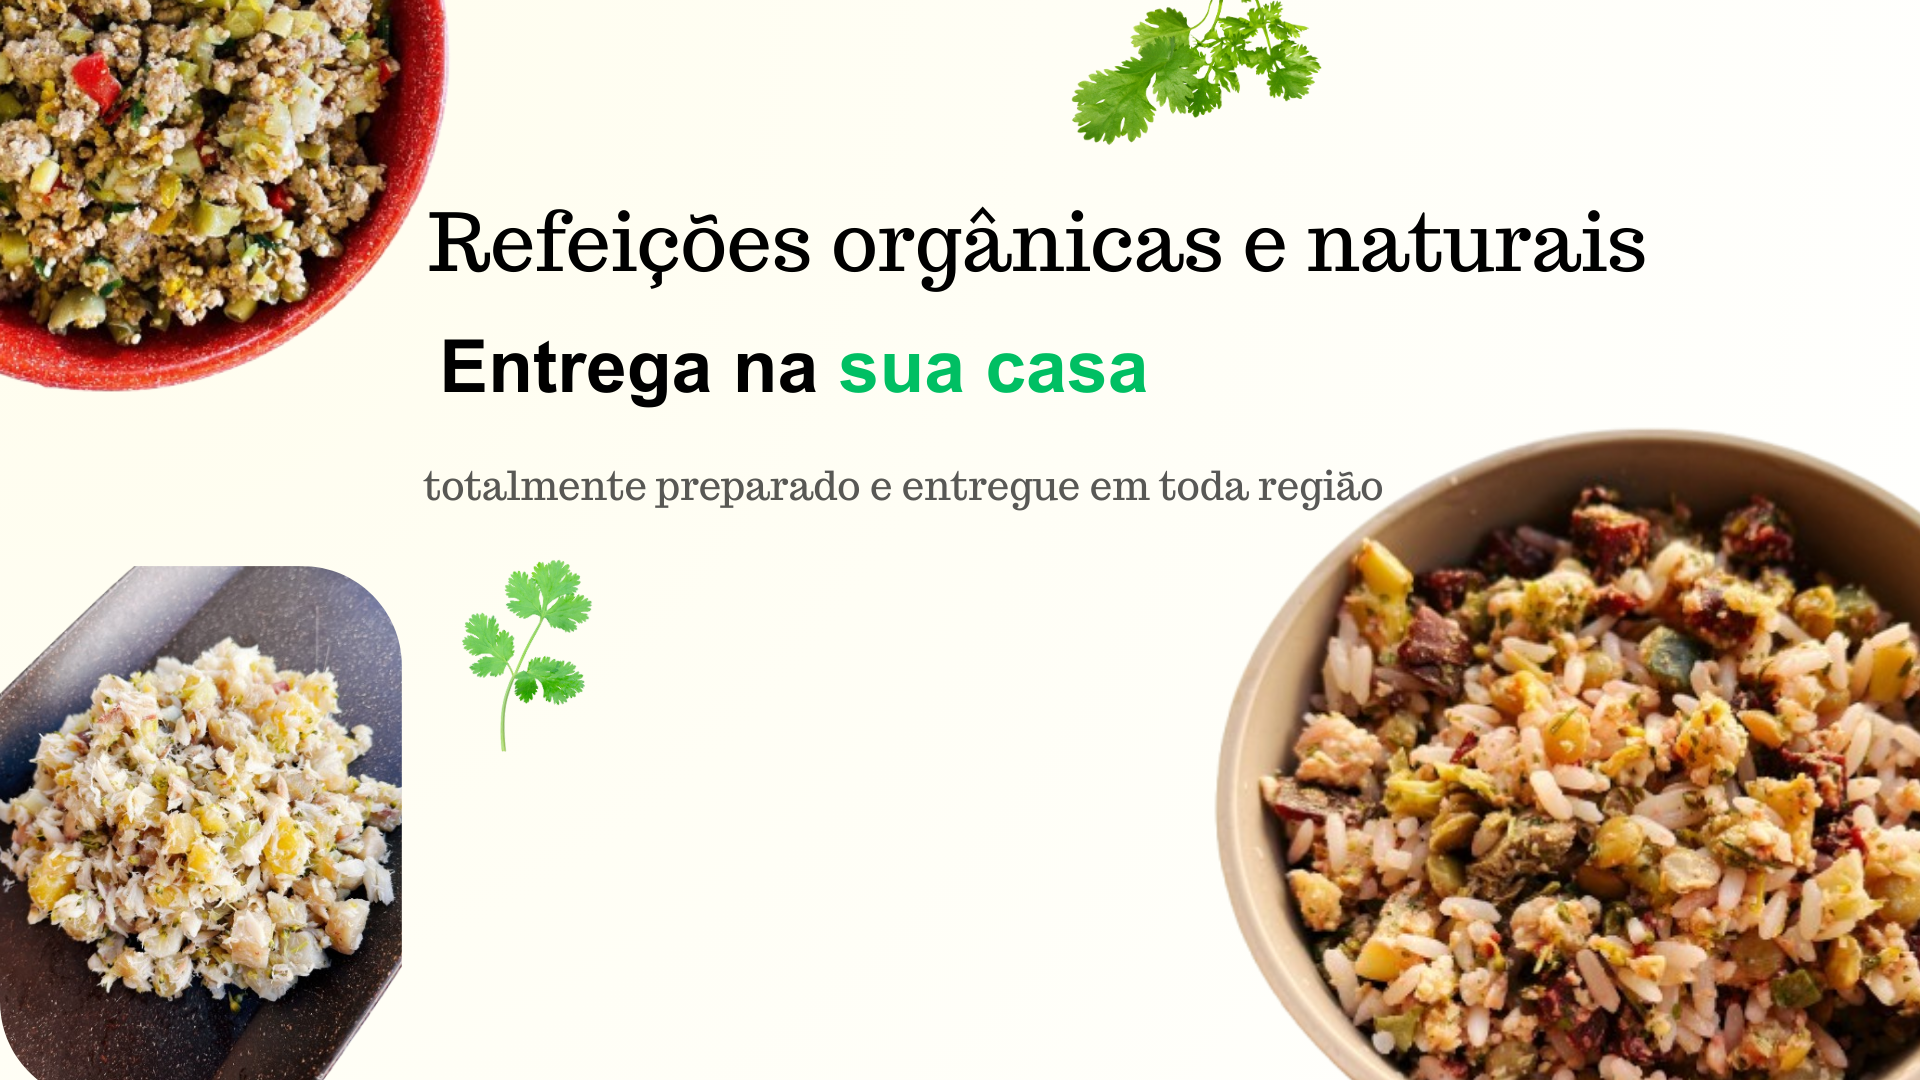 Refeições orgânicas e naturais
Entrega na sua casa
totalmente preparado e entregue em toda região